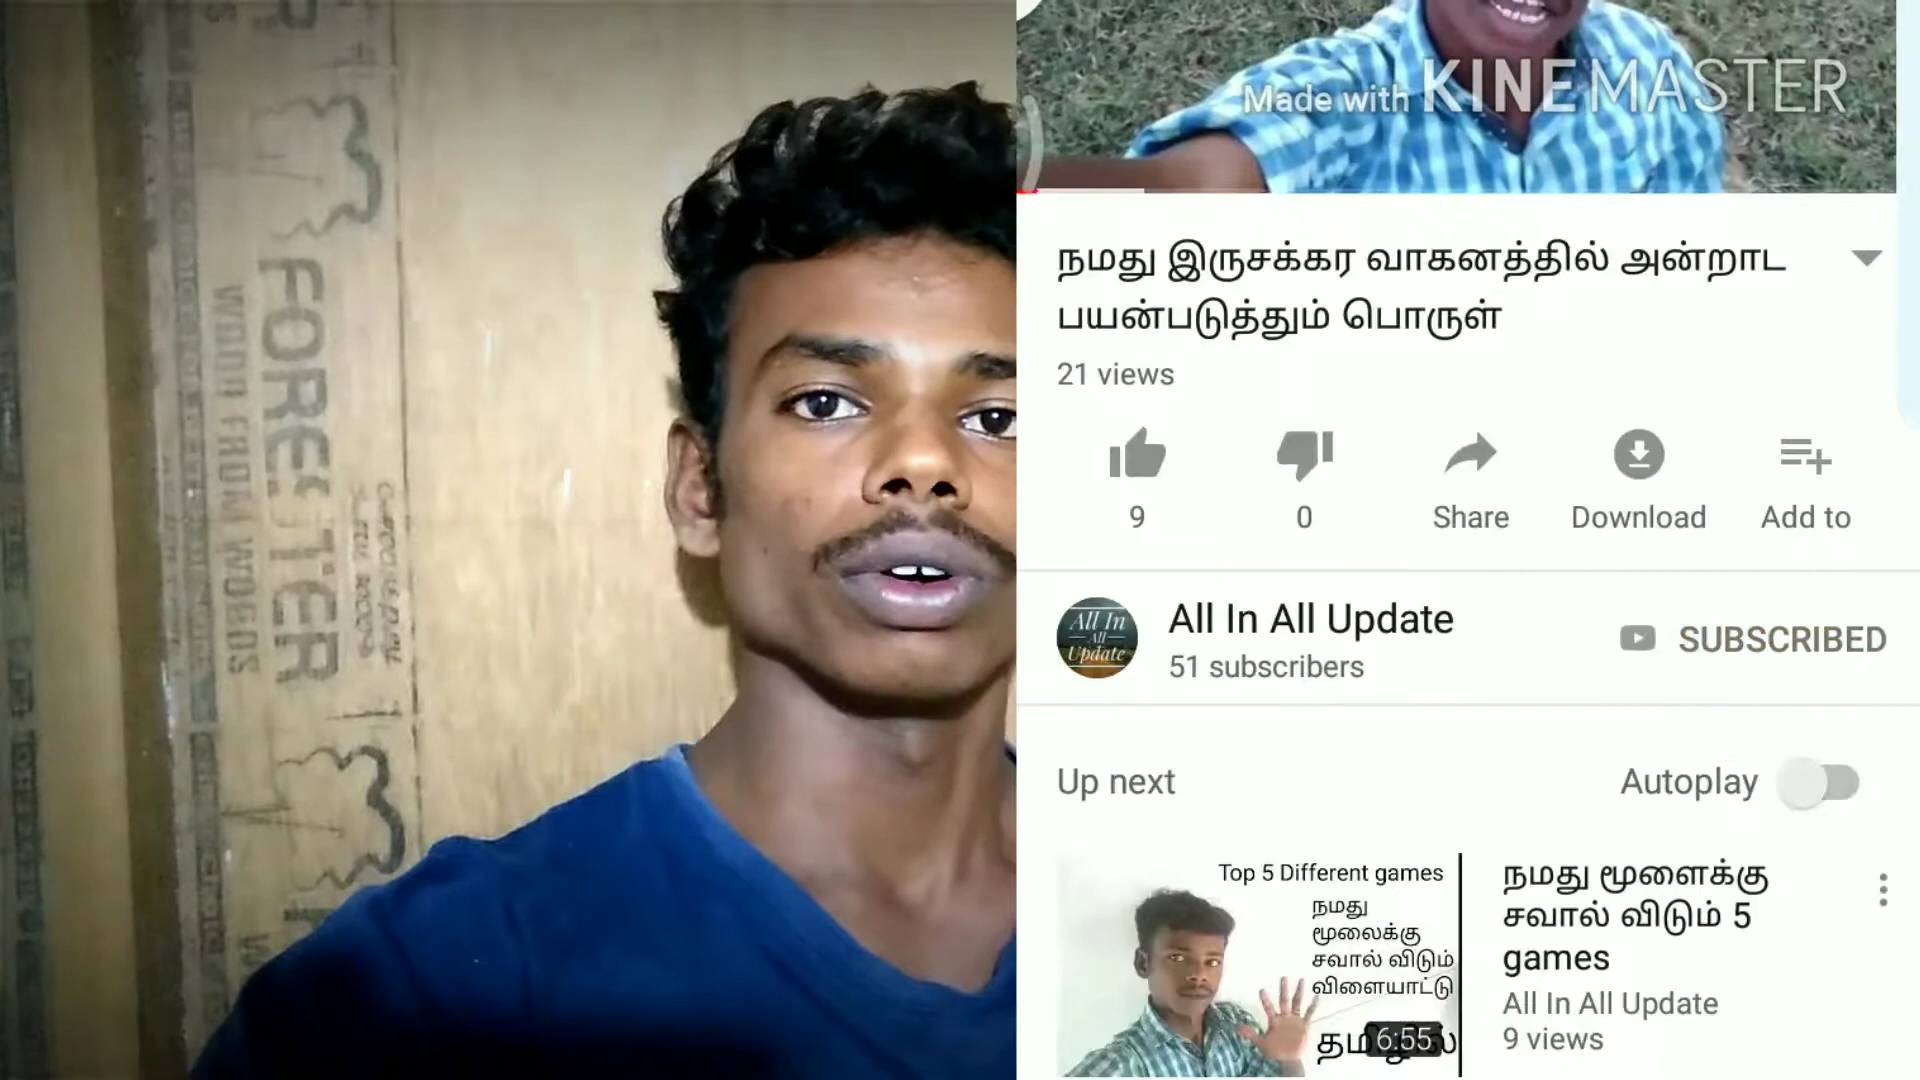 FORESTER
WOOD FROM WOODS
Made with KINEMASTER
நமது இருசக்கர வாகனத்தில் அன்றாட
பயன்படுத்தும் பொருள்
21 views
9
0
Share
Download
Add to
All In
All
Update
All In All Update
51 subscribers
SUBSCRIBED
Up next
Autoplay
Top 5 Different games
நமது
மூலைக்கு
சவால் விடும்
விளையாட்டு
தமிழில்
6:55
நமது மூளைக்கு
சவால் விடும் 5
games
All In All Update
9 views